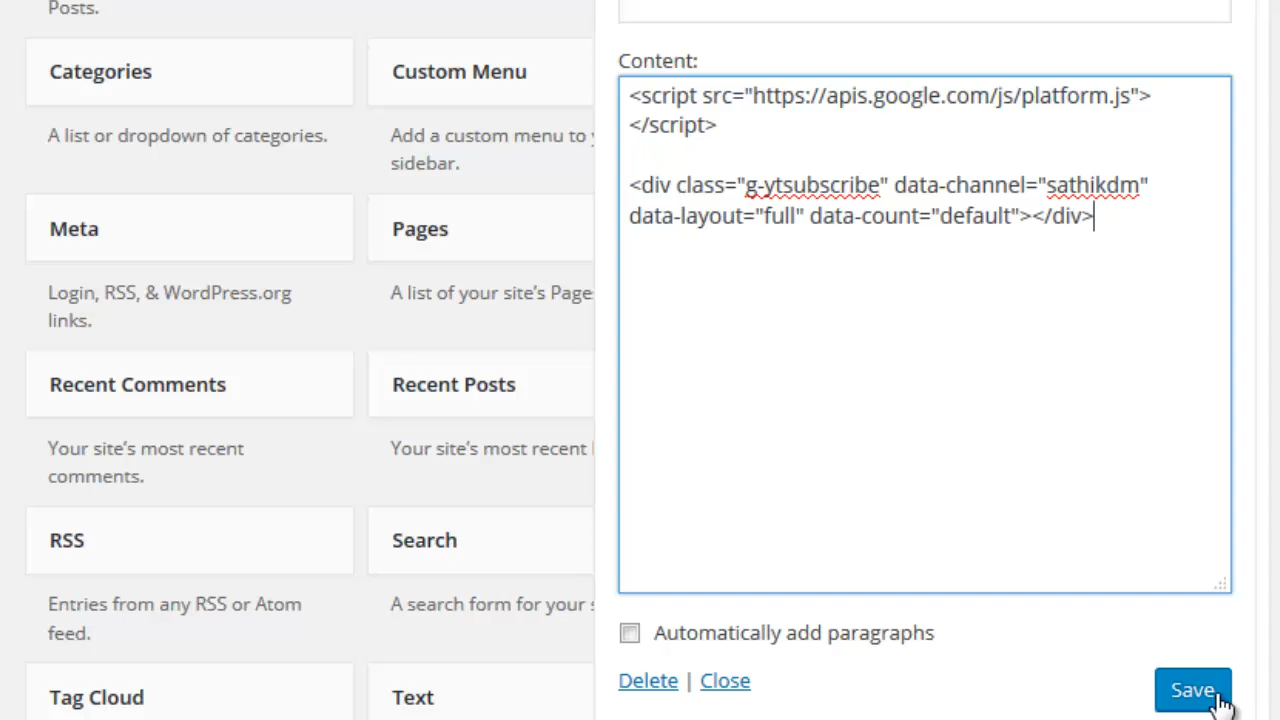 Posts.
Categories
Custom Menu
A list or dropdown of categories.
Add a custom menu to
sidebar.
Meta
Pages
Login, RSS, & WordPress.org
links.
A list of your site's Page
Recent Comments
Recent Posts
Your site's most recent
comments.
Your site's most recent
RSS
Search
Entries from any RSS or Atom
feed.
A search form for your
Tag Cloud
Text
Content:
<script src="https://apis.google.com/js/platform.js">
</script>
<div class="g-ytsubscribe" data-channel="sathikdm"
data-layout="full" data-count="default"></div>
Automatically add paragraphs
Delete | Close
Save